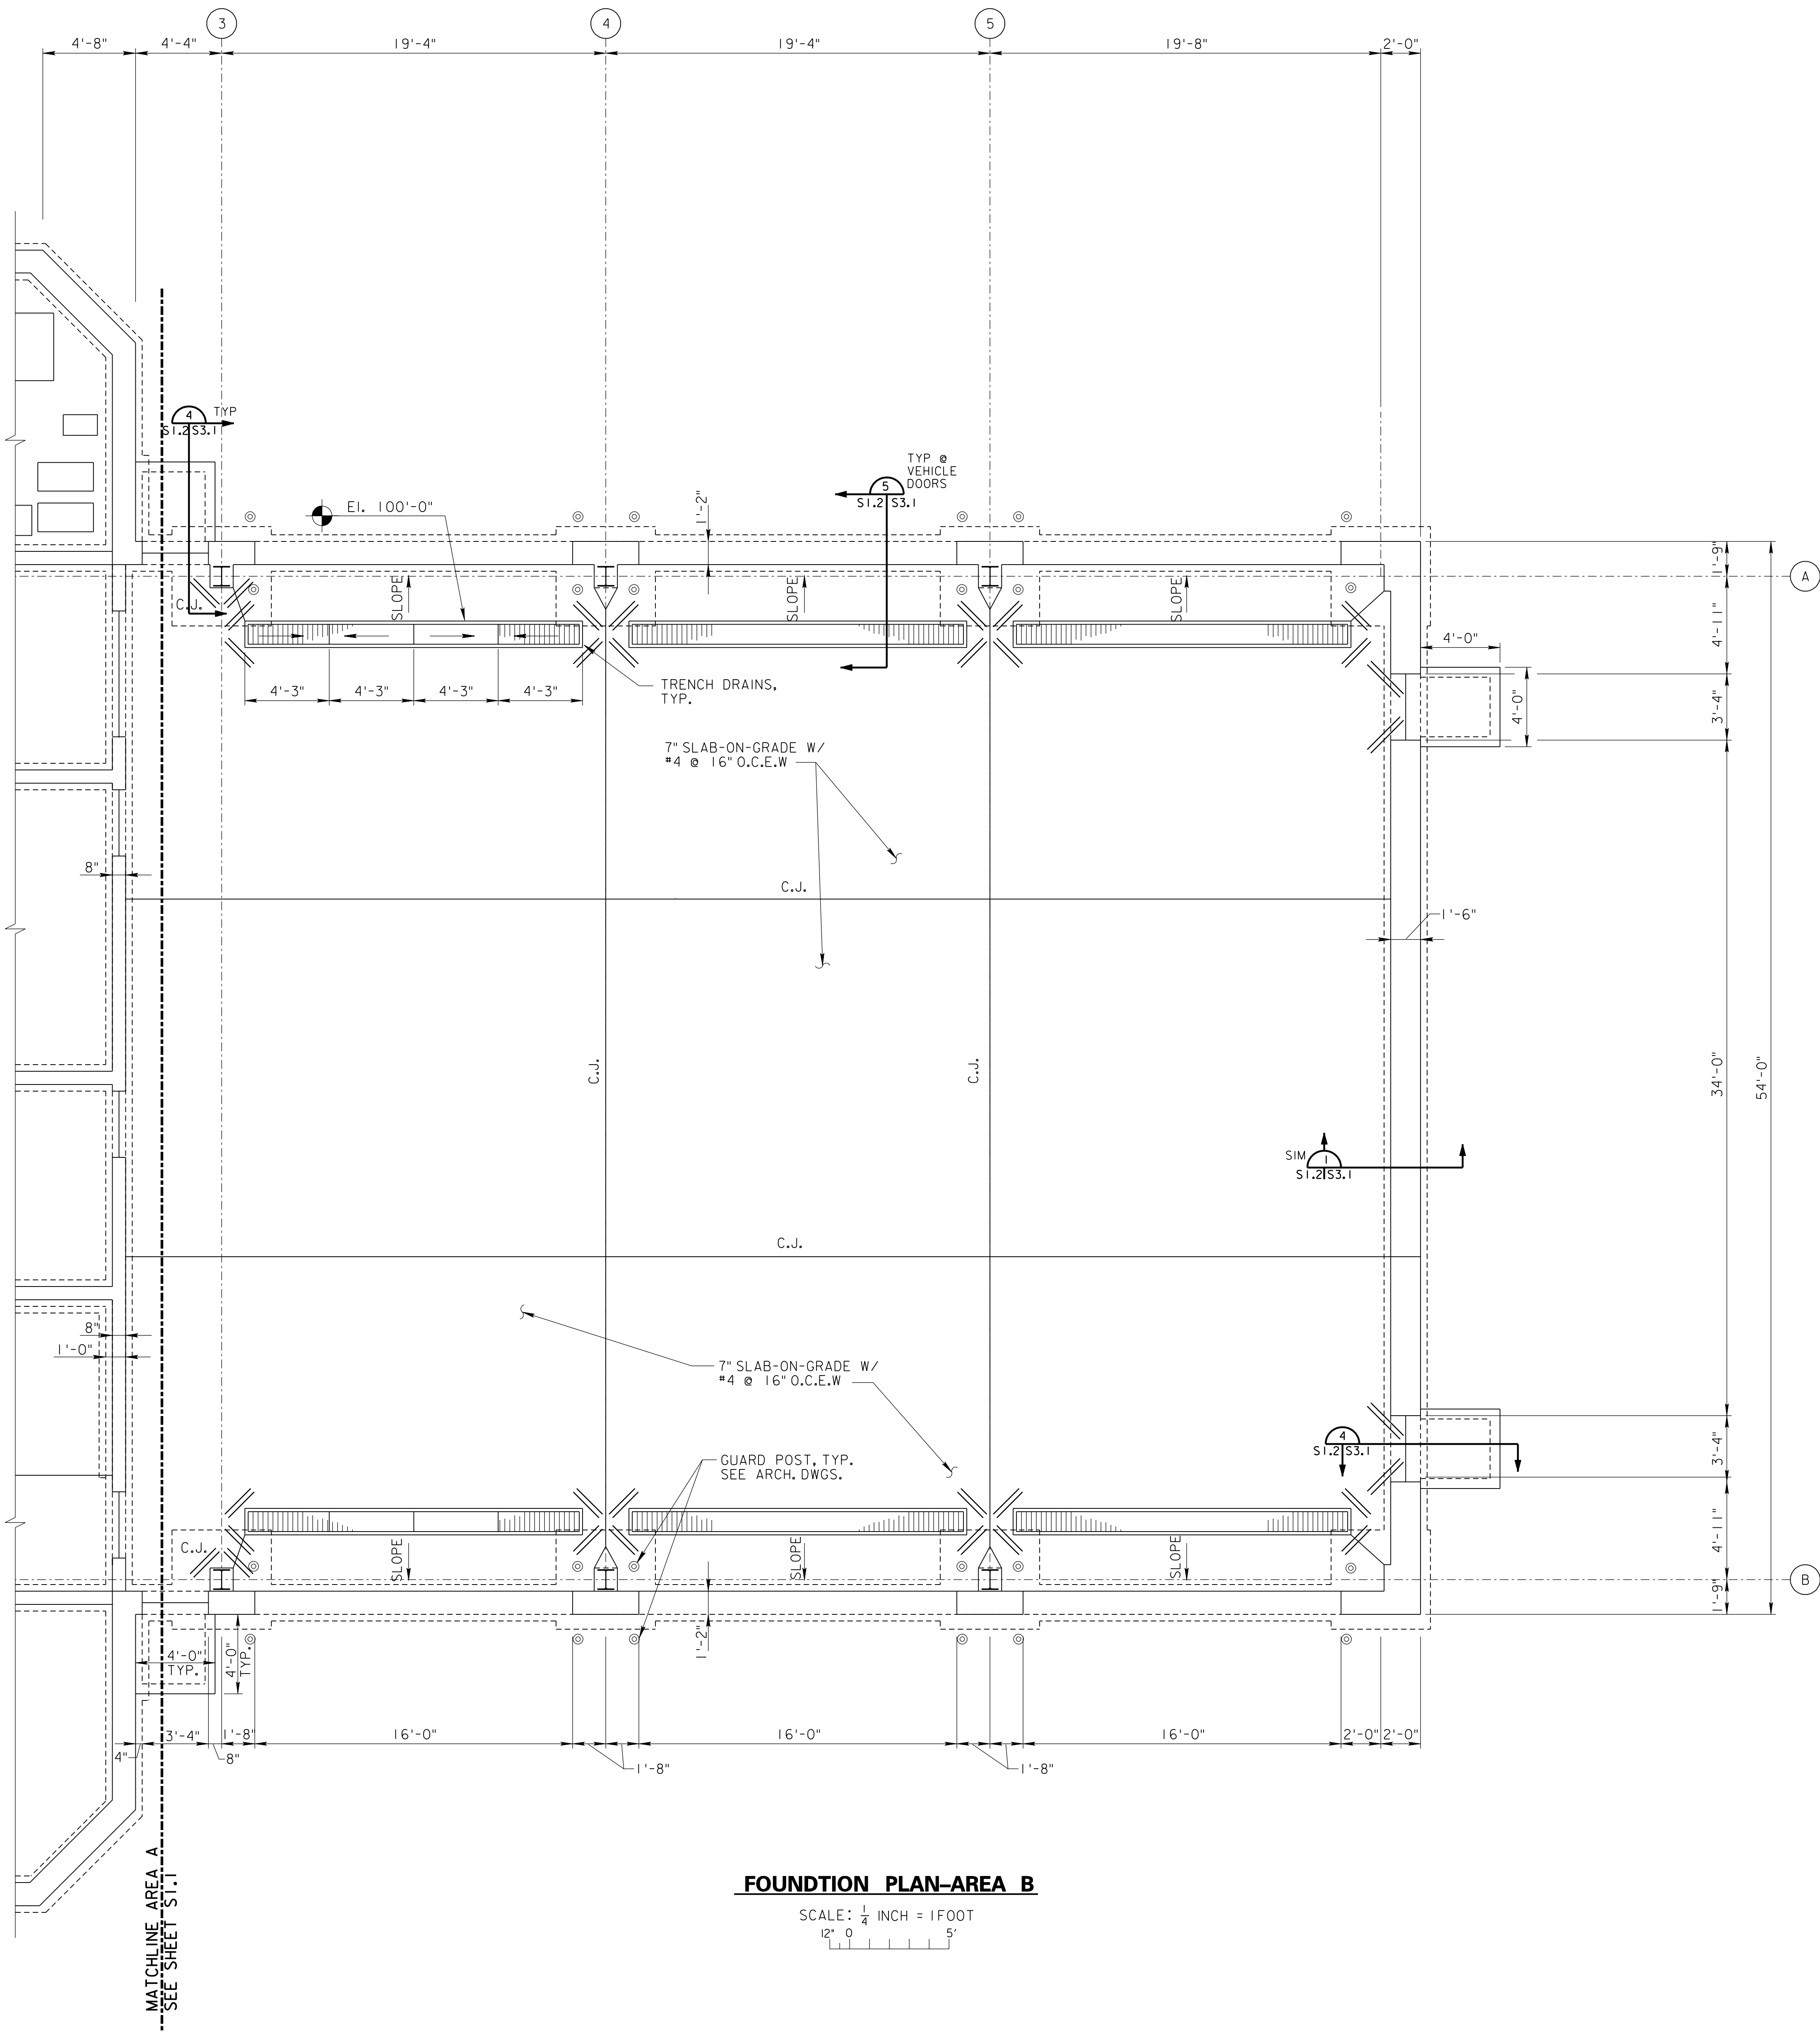 3
4
5
4'-8"
4'-4"
19'-4"
19'-4"
19'-8"
2'-0"
4
TYP
S1.2 S3.1
TYP @
VEHICLE
DOORS
5
S1.2 S3.1
El. 100'-0"
1'-2"
1'-9"
A
SLOPE
SLOPE
SLOPE
C.J.
4'-11"
4'-0"
4'-3"
4'-3"
4'-3"
4'-3"
TRENCH DRAINS,
TYP.
4'-0"
3'-4"
7" SLAB-ON-GRADE W/
#4 @ 16" O.C.E.W
8"
C.J.
1'-6"
C.J.
C.J.
34'-0"
54'-0"
SIM
1
S1.2 S3.1
C.J.
8"
1'-0"
7" SLAB-ON-GRADE W/
#4 @ 16" O.C.E.W
4
S1.2 S3.1
3'-4"
GUARD POST, TYP.
SEE ARCH. DWGS.
C.J.
SLOPE
SLOPE
SLOPE
4'-11"
B
1'-9"
1'-2"
4'-0"
TYP.
4'-0"
TYP.
4"
3'-4"
8"
1'-8"
16'-0"
1'-8"
16'-0"
1'-8"
16'-0"
2'-0"
2'-0"
MATCHLINE AREA A
SEE SHEET S1.1
FOUNDTION PLAN–AREA B
SCALE: 1/4 INCH = 1 FOOT
12" 0 5'